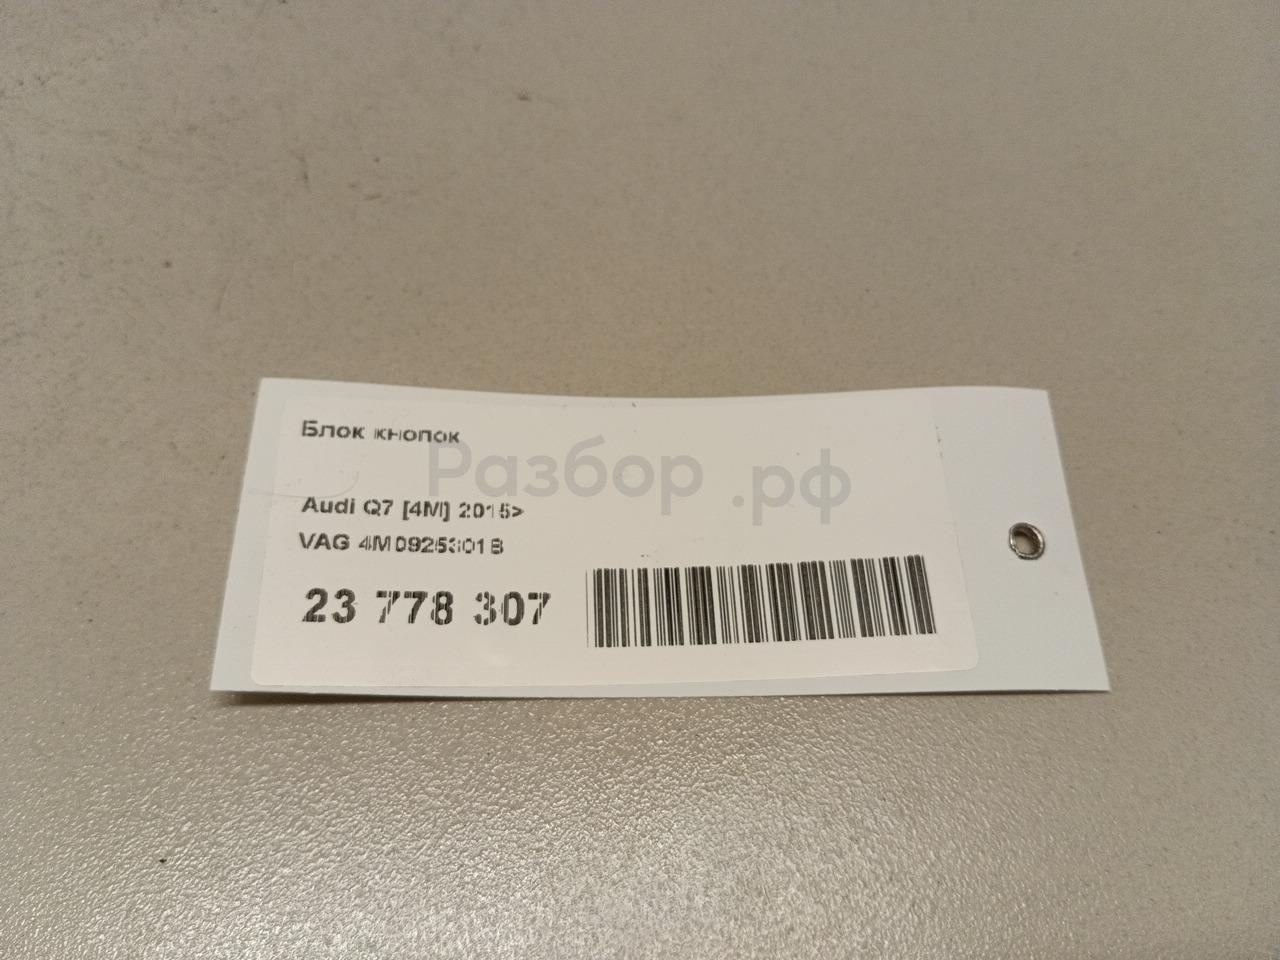 Блок кнопок
Разбор.рф
Audi Q7 [4M] 2015>
VAG 4M0925301B
23 778 307